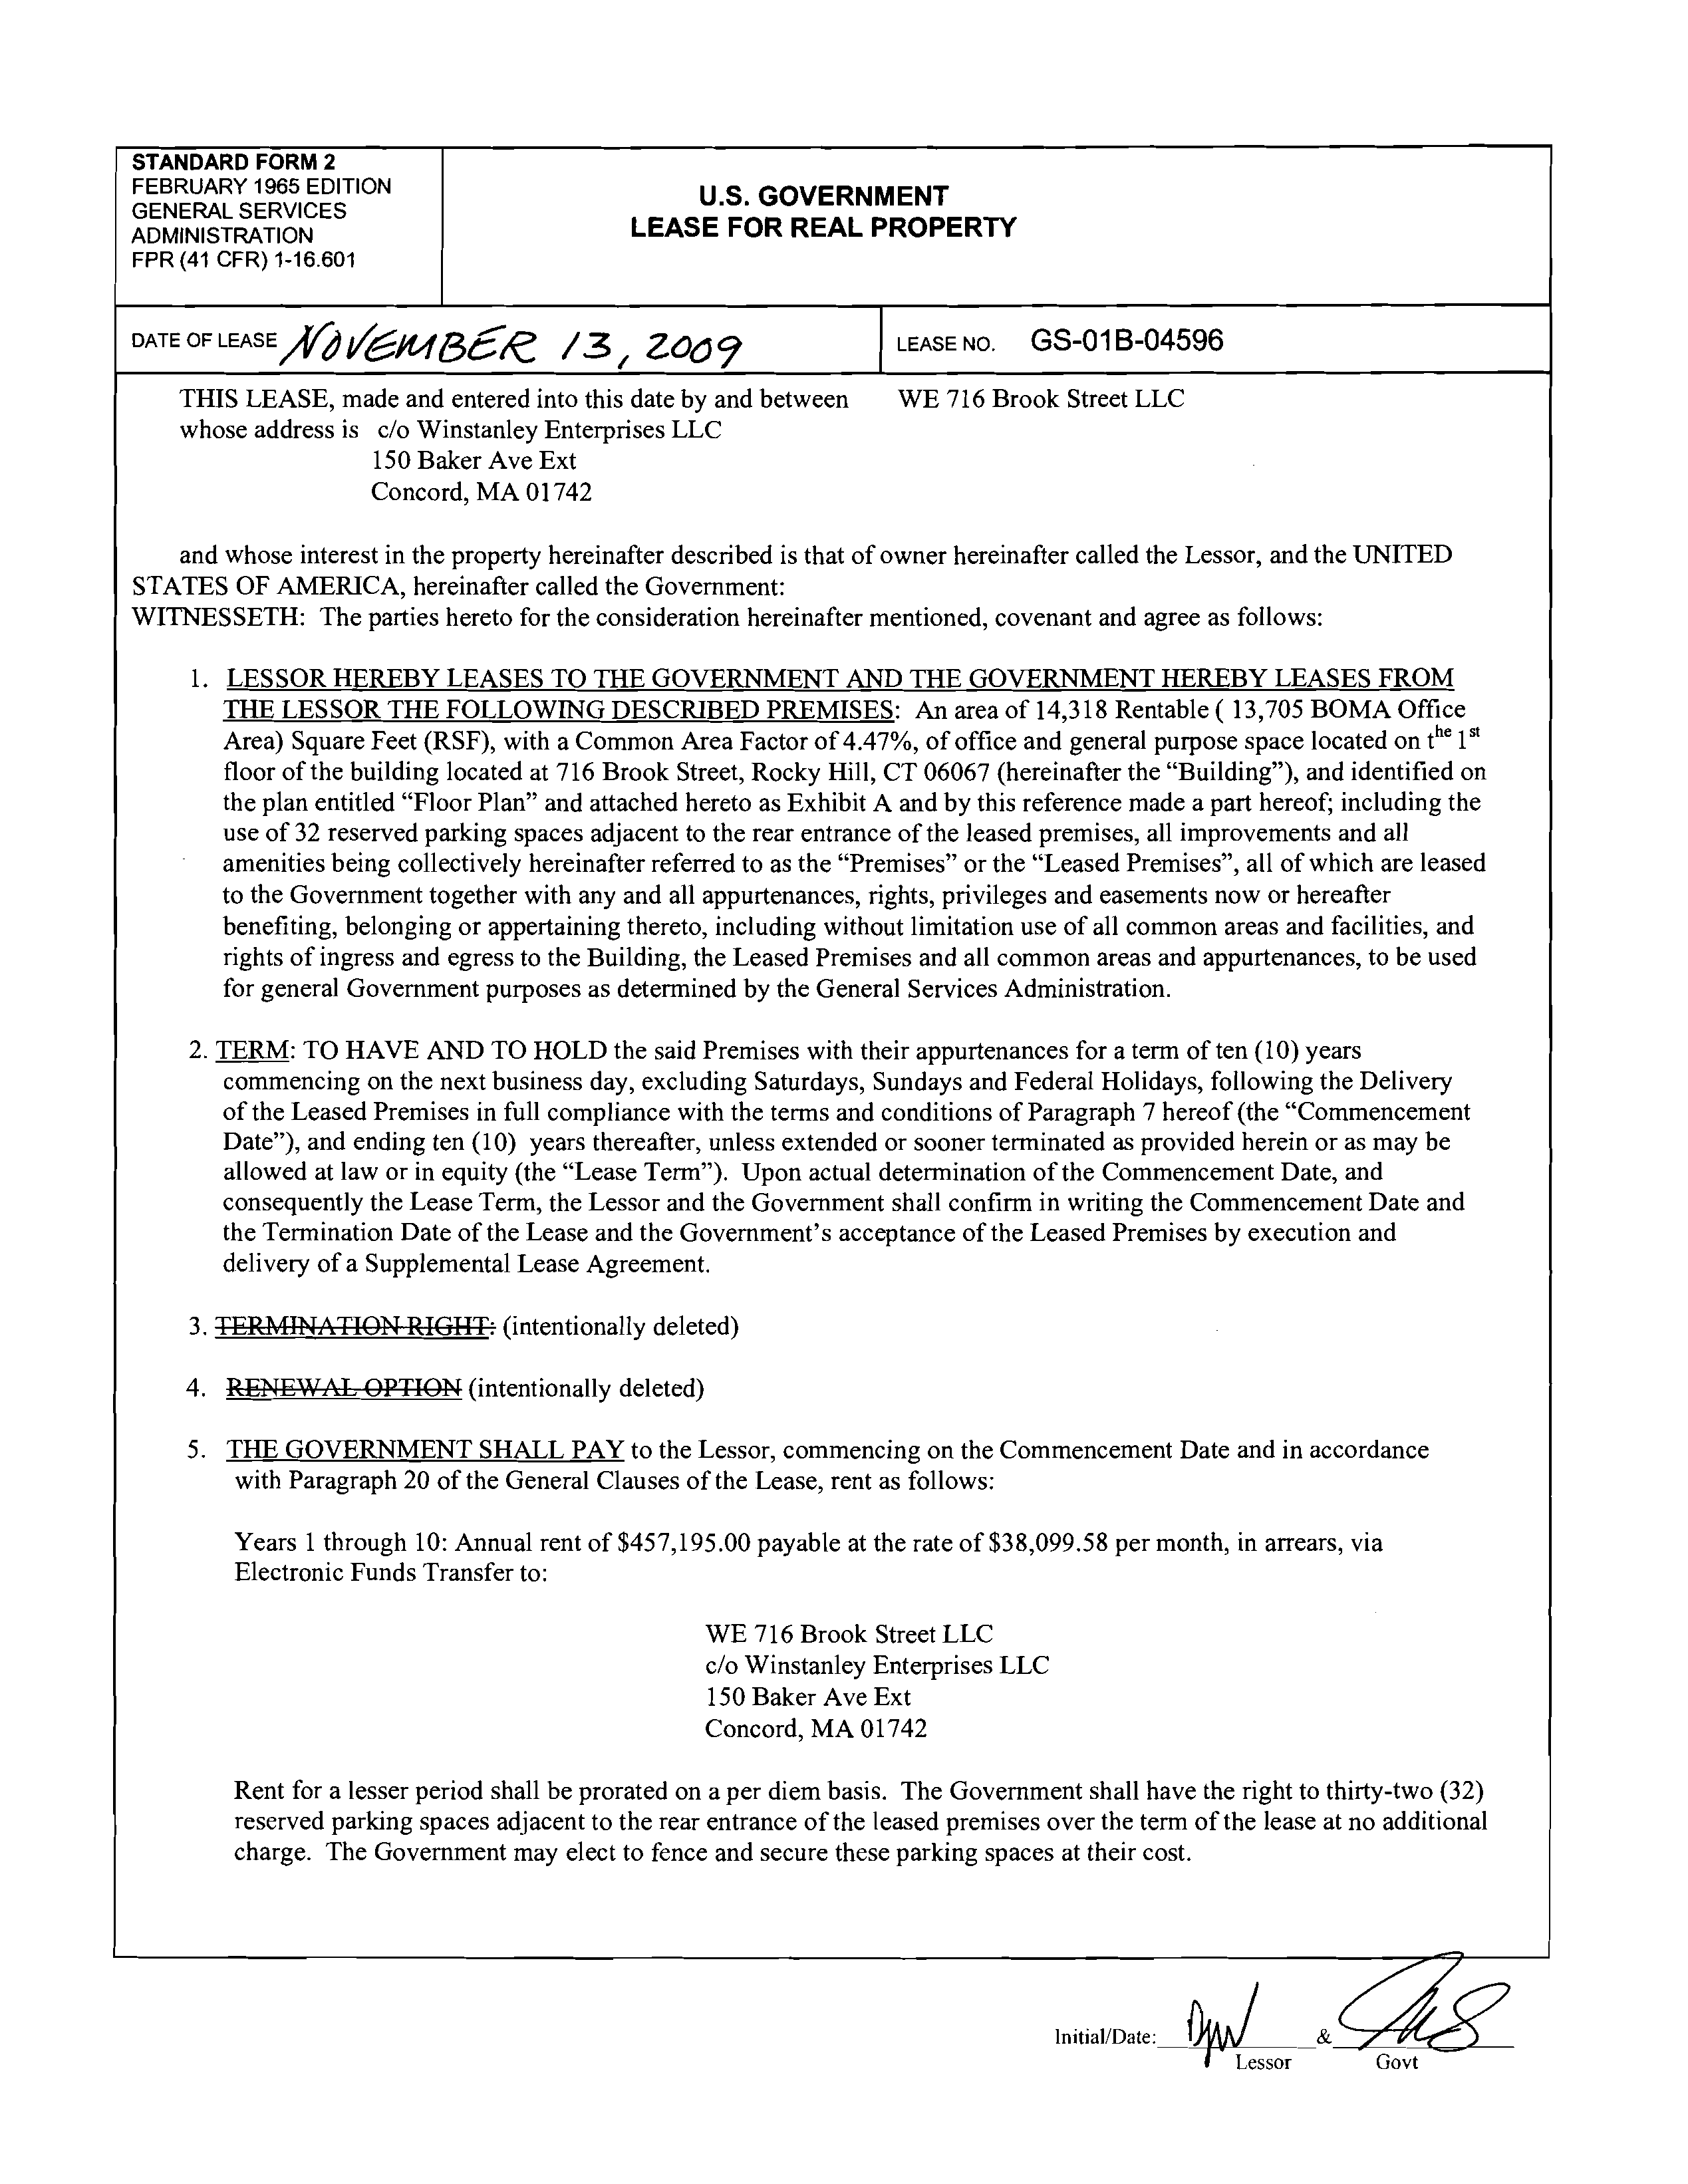 STANDARD FORM 2
FEBRUARY 1965 EDITION
GENERAL SERVICES
ADMINISTRATION
FPR (41 CFR) 1-16.601
U.S. GOVERNMENT
LEASE FOR REAL PROPERTY
DATE OF LEASE NOVEMBER 13, 2009
LEASE NO. GS-01B-04596
THIS LEASE, made and entered into this date by and between WE 716 Brook Street LLC
whose address is c/o Winstanley Enterprises LLC
150 Baker Ave Ext
Concord, MA 01742
and whose interest in the property hereinafter described is that of owner hereinafter called the Lessor, and the UNITED
STATES OF AMERICA, hereinafter called the Government:
WITNESSETH: The parties hereto for the consideration hereinafter mentioned, covenant and agree as follows:
1. LESSOR HEREBY LEASES TO THE GOVERNMENT AND THE GOVERNMENT HEREBY LEASES FROM
THE LESSOR THE FOLLOWING DESCRIBED PREMISES: An area of 14,318 Rentable ( 13,705 BOMA Office
Area) Square Feet (RSF), with a Common Area Factor of 4.47%, of office and general purpose space located on the 1st
floor of the building located at 716 Brook Street, Rocky Hill, CT 06067 (hereinafter the “Building”), and identified on
the plan entitled “Floor Plan” and attached hereto as Exhibit A and by this reference made a part hereof; including the
use of 32 reserved parking spaces adjacent to the rear entrance of the leased premises, all improvements and all
amenities being collectively hereinafter referred to as the “Premises” or the “Leased Premises”, all of which are leased
to the Government together with any and all appurtenances, rights, privileges and easements now or hereafter
benefiting, belonging or appertaining thereto, including without limitation use of all common areas and facilities, and
rights of ingress and egress to the Building, the Leased Premises and all common areas and appurtenances, to be used
for general Government purposes as determined by the General Services Administration.
2. TERM: TO HAVE AND TO HOLD the said Premises with their appurtenances for a term of ten (10) years
commencing on the next business day, excluding Saturdays, Sundays and Federal Holidays, following the Delivery
of the Leased Premises in full compliance with the terms and conditions of Paragraph 7 hereof (the “Commencement
Date”), and ending ten (10) years thereafter, unless extended or sooner terminated as provided herein or as may be
allowed at law or in equity (the “Lease Term”). Upon actual determination of the Commencement Date, and
consequently the Lease Term, the Lessor and the Government shall confirm in writing the Commencement Date and
the Termination Date of the Lease and the Government’s acceptance of the Leased Premises by execution and
delivery of a Supplemental Lease Agreement.
3. TERMINATION RIGHT: (intentionally deleted)
4. RENEWAL OPTION (intentionally deleted)
5. THE GOVERNMENT SHALL PAY to the Lessor, commencing on the Commencement Date and in accordance
with Paragraph 20 of the General Clauses of the Lease, rent as follows:
Years 1 through 10: Annual rent of $457,195.00 payable at the rate of $38,099.58 per month, in arrears, via
Electronic Funds Transfer to:
WE 716 Brook Street LLC
c/o Winstanley Enterprises LLC
150 Baker Ave Ext
Concord, MA 01742
Rent for a lesser period shall be prorated on a per diem basis. The Government shall have the right to thirty-two (32)
reserved parking spaces adjacent to the rear entrance of the leased premises over the term of the lease at no additional
charge. The Government may elect to fence and secure these parking spaces at their cost.
Initial/Date: &
Lessor Govt